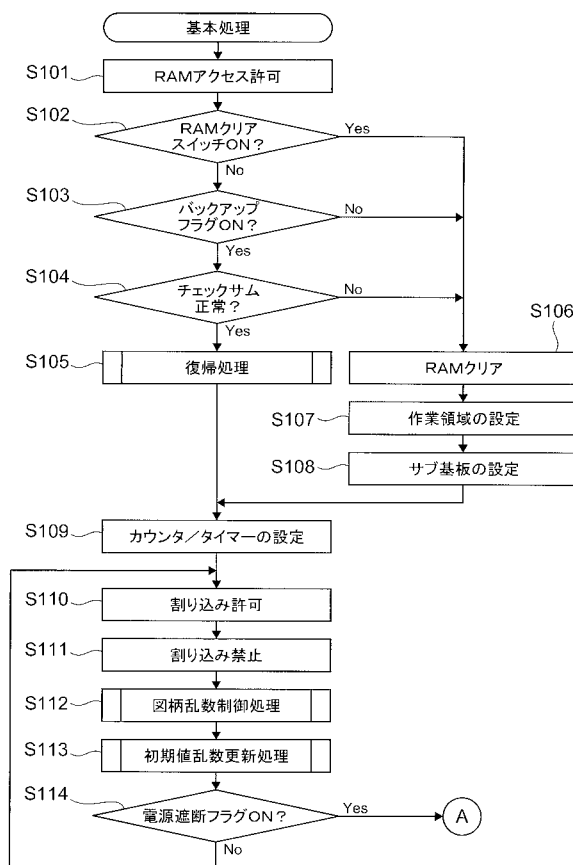 基本処理
S101
RAMアクセス許可
S102
RAMクリア
スイッチON?
Yes
No
S103
バックアップ
フラグON?
No
Yes
S104
チェックサム
正常?
No
Yes
S105
復帰処理
S106
RAMクリア
S107
作業領域の設定
S108
サブ基板の設定
S109
カウンタ/タイマーの設定
S110
割り込み許可
S111
割り込み禁止
S112
図柄乱数制御処理
S113
初期値乱数更新処理
S114
電源遮断フラグON?
Yes
A
No